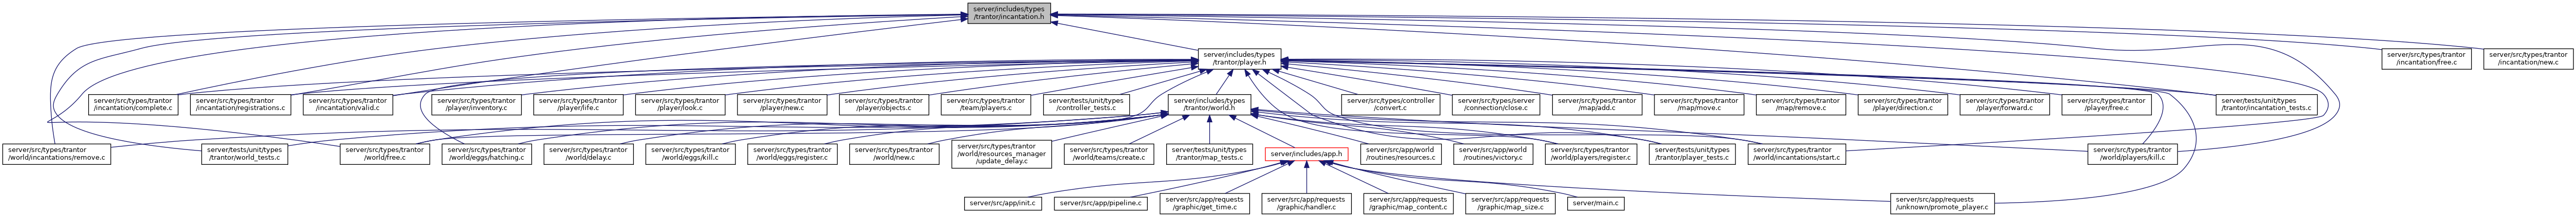 server/includes/types
/trantor/incantation.h
server/includes/types
/trantor/player.h
server/src/types/trantor
/incantation/free.c
server/src/types/trantor
/incantation/new.c
server/src/types/trantor
/incantation/complete.c
server/src/types/trantor
/incantation/registrations.c
server/src/types/trantor
/incantation/valid.c
server/src/types/trantor
/player/inventory.c
server/src/types/trantor
/player/life.c
server/src/types/trantor
/player/look.c
server/src/types/trantor
/player/new.c
server/src/types/trantor
/player/objects.c
server/src/types/trantor
/team/players.c
server/tests/unit/types
/controller_tests.c
server/includes/types
/trantor/world.h
server/src/types/controller
/convert.c
server/src/types/server
/connection/close.c
server/src/types/trantor
/map/add.c
server/src/types/trantor
/map/move.c
server/src/types/trantor
/map/remove.c
server/src/types/trantor
/player/direction.c
server/src/types/trantor
/player/forward.c
server/src/types/trantor
/player/free.c
server/tests/unit/types
/trantor/incantation_tests.c
server/src/types/trantor
/world/incantations/remove.c
server/tests/unit/types
/trantor/world_tests.c
server/src/types/trantor
/world/free.c
server/src/types/trantor
/world/eggs/hatching.c
server/src/types/trantor
/world/delay.c
server/src/types/trantor
/world/eggs/kill.c
server/src/types/trantor
/world/eggs/register.c
server/src/types/trantor
/world/new.c
server/src/types/trantor
/world/resources_manager
/update_delay.c
server/src/types/trantor
/world/teams/create.c
server/tests/unit/types
/trantor/map_tests.c
server/includes/app.h
server/src/app/world
/routines/resources.c
server/src/app/world
/routines/victory.c
server/src/types/trantor
/world/players/register.c
server/tests/unit/types
/trantor/player_tests.c
server/src/types/trantor
/world/incantations/start.c
server/src/types/trantor
/world/players/kill.c
server/src/app/init.c
server/src/app/pipeline.c
server/src/app/requests
/graphic/get_time.c
server/src/app/requests
/graphic/handler.c
server/src/app/requests
/graphic/map_content.c
server/src/app/requests
/graphic/map_size.c
server/main.c
server/src/app/requests
/unknown/promote_player.c